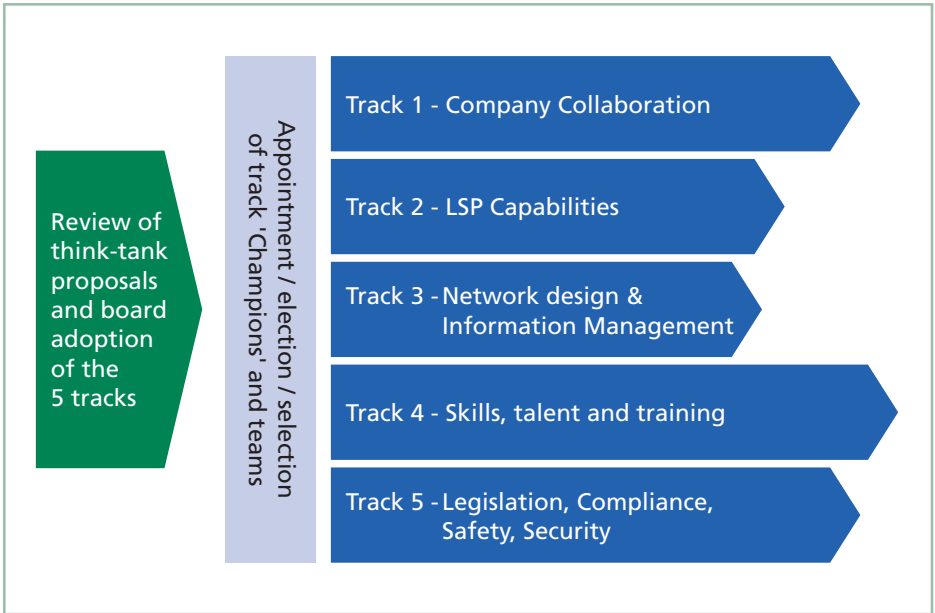 Review of
think-tank
proposals
and board
adoption
of the
5 tracks
Appointment / election / selection
of track 'Champions' and teams
Track 1 - Company Collaboration
Track 2 - LSP Capabilities
Track 3 - Network design &
Information Management
Track 4 - Skills, talent and training
Track 5 - Legislation, Compliance,
Safety, Security